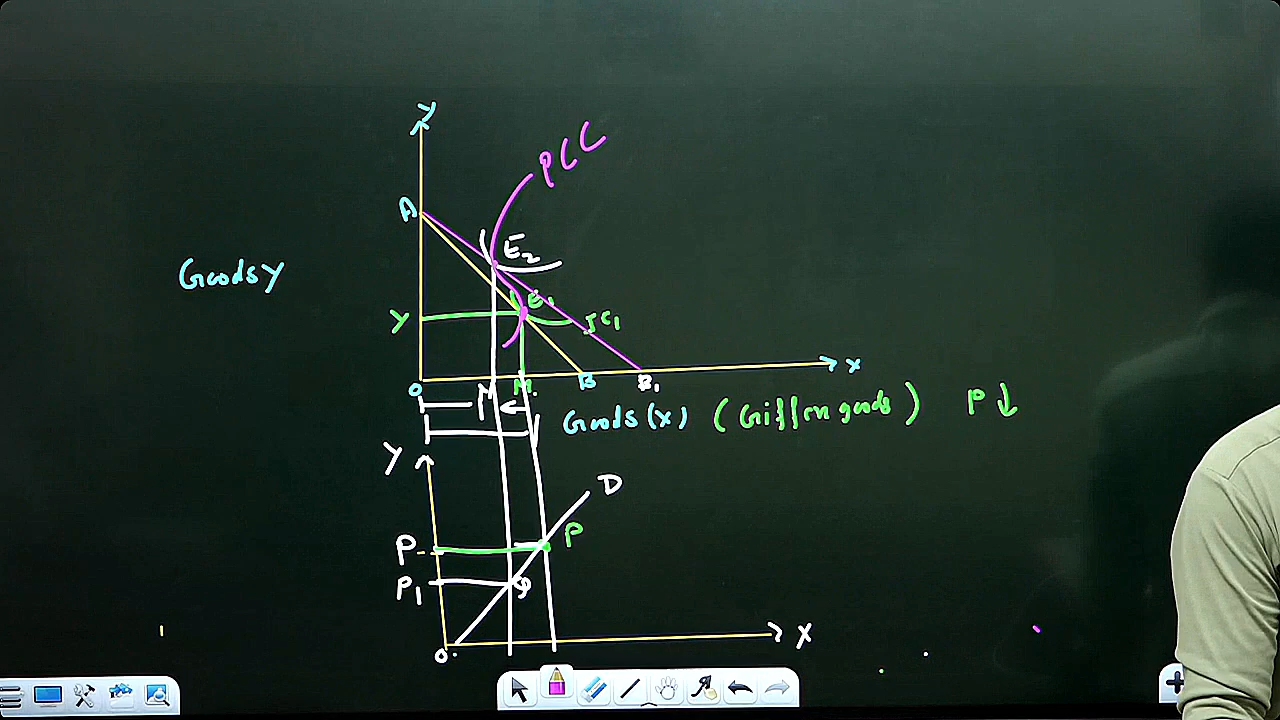 Y
PCC
A
E2
Goods Y
E1
Y
IC1
X
O
M
M1
B
B1
Goods (X) (Giffen goods) P↓
Y
D
P
P
P1
Q
X
O